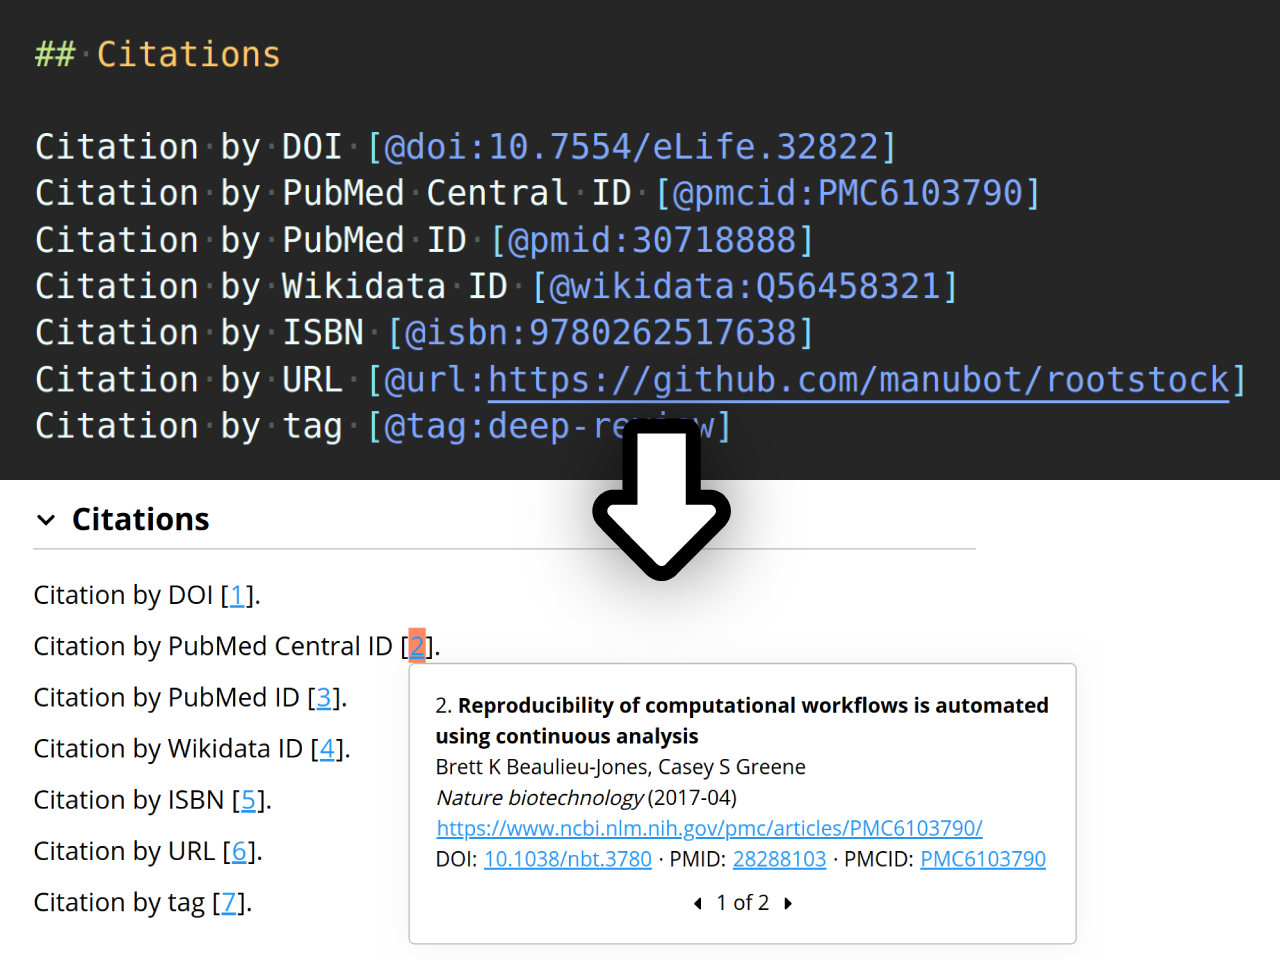 ## Citations
Citation by DOI [@doi:10.7554/eLife.32822]
Citation by PubMed Central ID [@pmcid:PMC6103790]
Citation by PubMed ID [@pmid:30718888]
Citation by Wikidata ID [@wikidata:Q56458321]
Citation by ISBN [@isbn:9780262517638]
Citation by URL [@url:https://github.com/manubot/rootstock]
Citation by tag [@tag:deep-review]
Citations
Citation by DOI [1].
Citation by PubMed Central ID [2].
Citation by PubMed ID [3].
Citation by Wikidata ID [4].
Citation by ISBN [5].
Citation by URL [6].
Citation by tag [7].
2. Reproducibility of computational workflows is automated
using continuous analysis
Brett K Beaulieu-Jones, Casey S Greene
Nature biotechnology (2017-04)
https://www.ncbi.nlm.nih.gov/pmc/articles/PMC6103790/
DOI: 10.1038/nbt.3780 · PMID: 28288103 · PMCID: PMC6103790
1 of 2